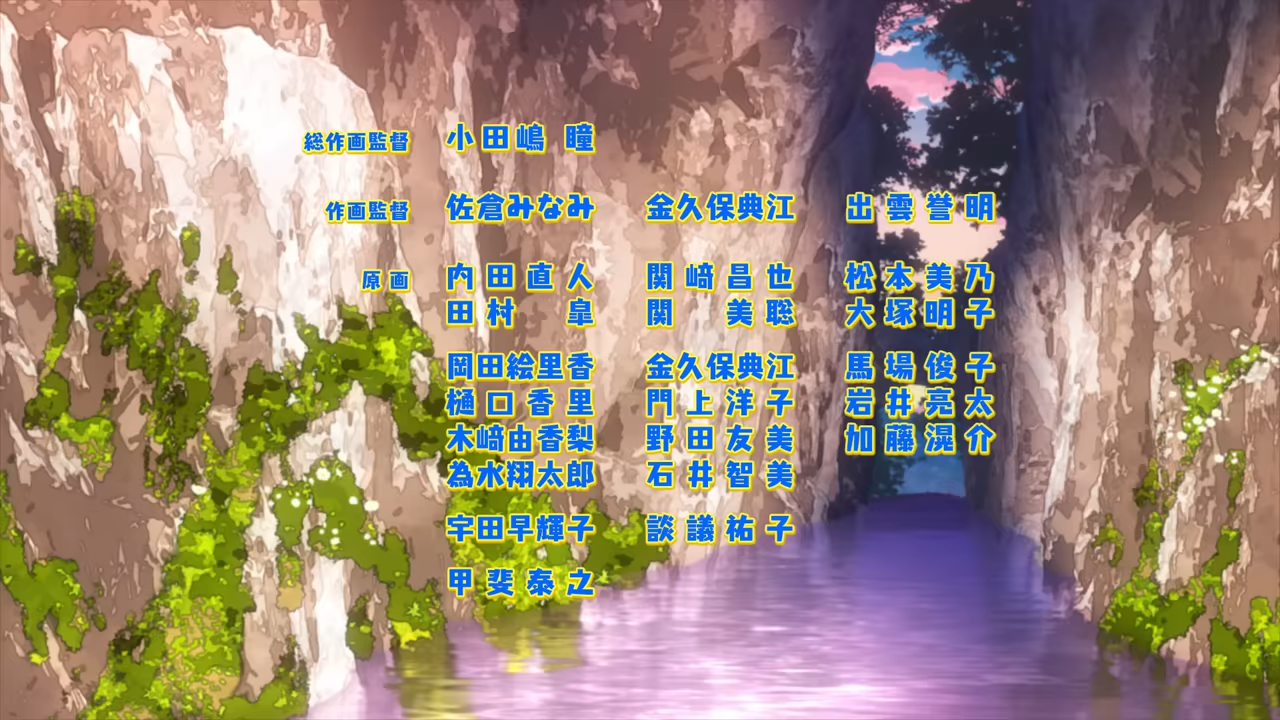 総作画監督 小田嶋 瞳
作画監督 佐倉みなみ 金久保典江 出雲誉明
原画 内田直人 関﨑昌也 松本美乃
田村 皐 関 美聡 大塚明子
岡田絵里香 金久保典江 馬場俊子
樋口香里 門上洋子 岩井亮太
木﨑由香梨 野田友美 加藤滉介
為水翔太郎 石井智美
宇田早輝子 談議祐子
甲斐泰之